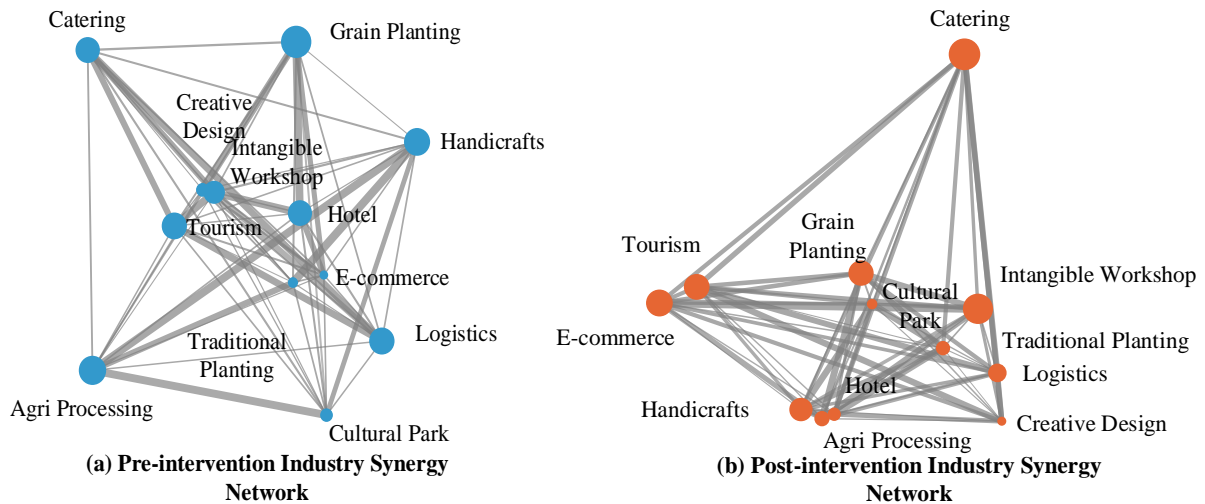 Catering
Grain Planting
Creative
Design
Handicrafts
Intangible
Workshop
Hotel
Tourism
E-commerce
Logistics
Traditional
Planting
Agri Processing
Cultural Park
(a) Pre-intervention Industry Synergy
Network
Catering
Grain
Planting
Tourism
Intangible Workshop
Cultural
Park
E-commerce
Traditional Planting
Logistics
Hotel
Handicrafts
Creative Design
Agri Processing
(b) Post-intervention Industry Synergy
Network